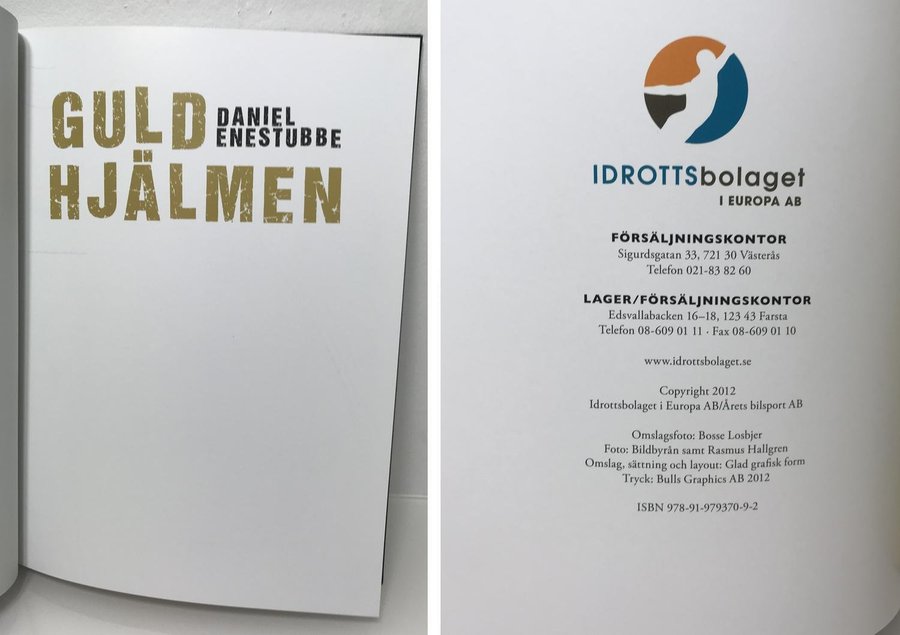 GULD
DANIEL
ENESTUBBE
HJÄLMEN
IDROTTSbolaget
I EUROPA AB
FÖRSÄLJNINGSKONTOR
Sigurdsgatan 33, 721 30 Västerås
Telefon 021-83 82 60
LAGER/FÖRSÄLJNINGSKONTOR
Edsvallabacken 16–18, 123 43 Farsta
Telefon 08-609 01 11 · Fax 08-609 01 10
www.idrottsbolaget.se
Copyright 2012
Idrottsbolaget i Europa AB/Årets bilsport AB
Omslagsfoto: Bosse Losbjer
Foto: Bildbyrån samt Rasmus Hallgren
Omslag, sättning och layout: Glad grafisk form
Tryck: Bulls Graphics AB 2012
ISBN 978-91-979370-9-2